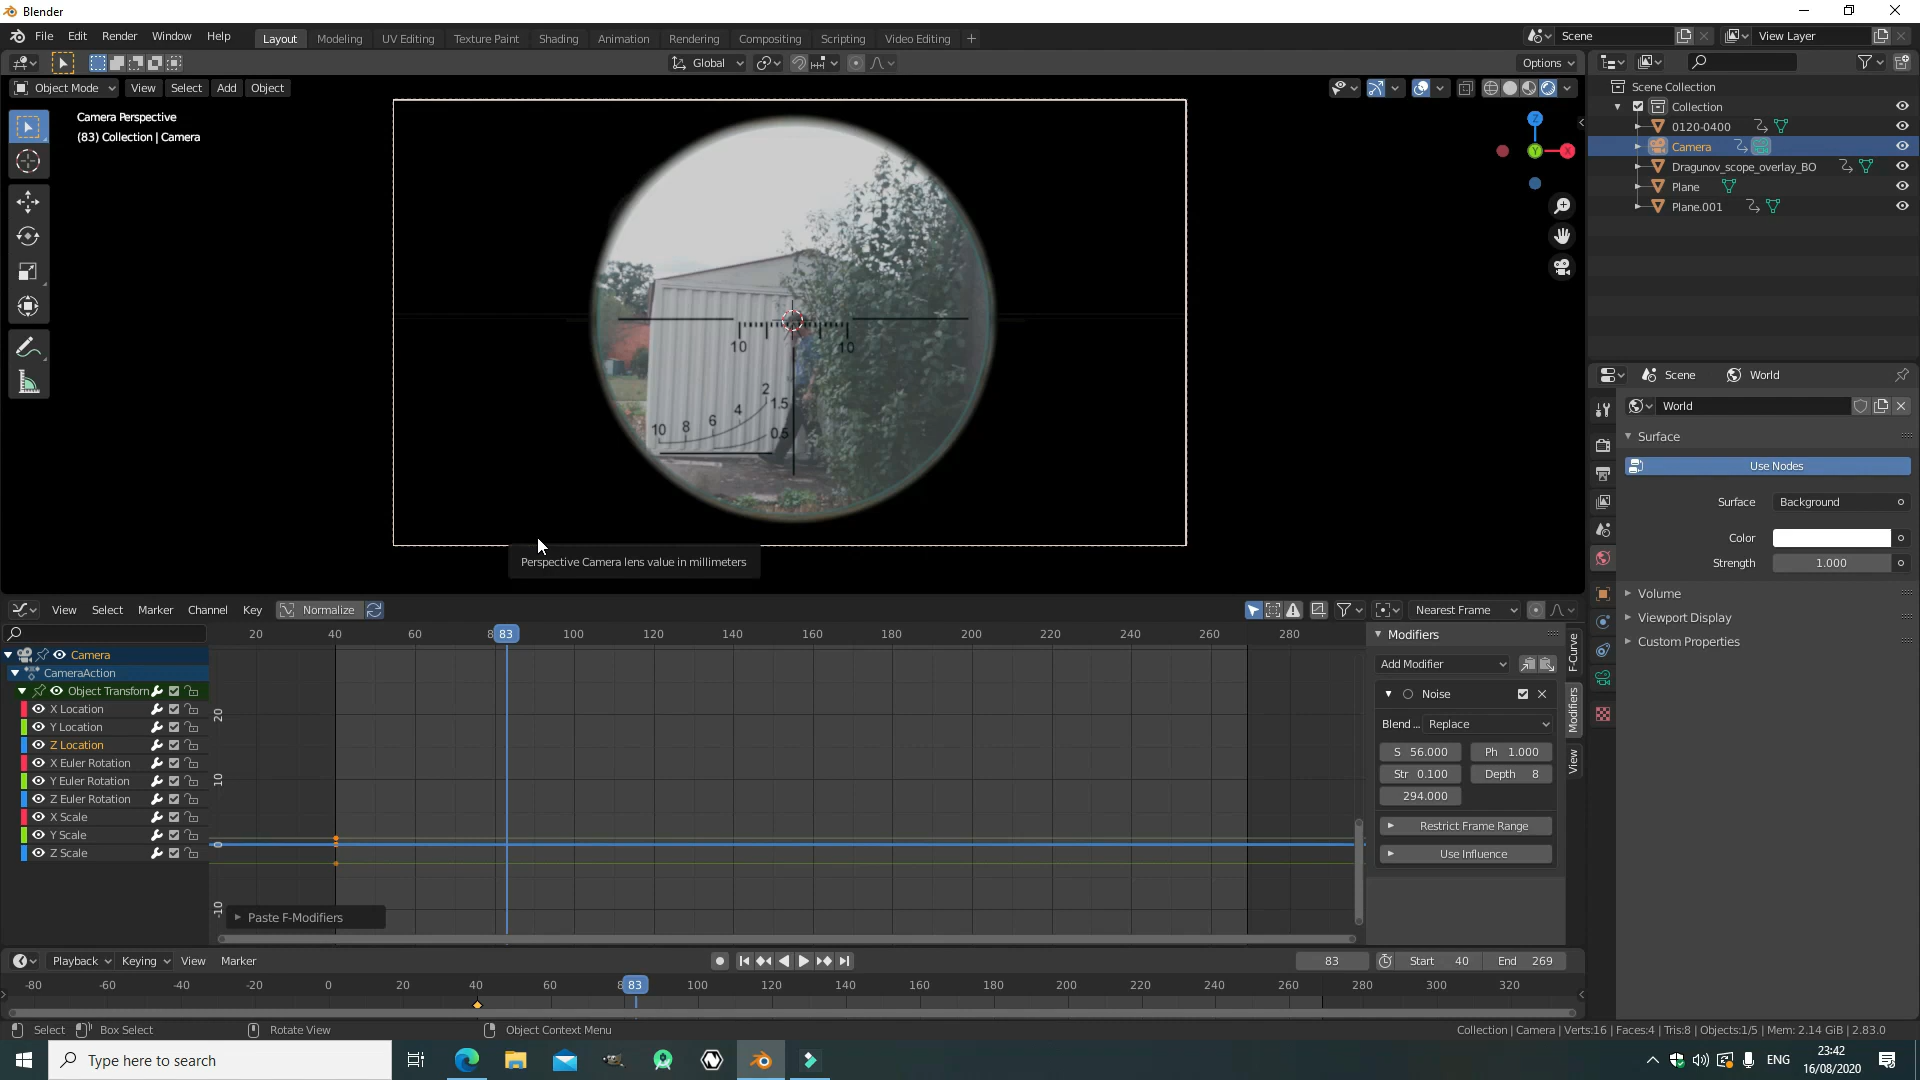 Blender
File Edit Render Window Help
Layout Modeling UV Editing Texture Paint Shading Animation Rendering Compositing Scripting Video Editing +
Scene
View Layer
Global
Options
Object Mode View Select Add Object
Camera Perspective
(83) Collection | Camera
Z
Y
X
10
10
2
1.5
4
6
8
10
0.5
Perspective Camera lens value in millimeters
Scene Collection
Collection
0120-0400
Camera
Dragunov_scope_overlay_BO
Plane
Plane.001
Scene World
World
Surface
Use Nodes
Surface Background
Color
Strength 1.000
Volume
Viewport Display
Custom Properties
View Select Marker Channel Key Normalize
Nearest Frame
20 40 60 8 83 100 120 140 160 180 200 220 240 260 280
Camera
CameraAction
Object Transforn
X Location
Y Location
Z Location
X Euler Rotation
Y Euler Rotation
Z Euler Rotation
X Scale
Y Scale
Z Scale
20
10
0
-10
Paste F-Modifiers
Modifiers
Add Modifier
Noise
Blend ... Replace
S 56.000 Ph 1.000
Str 0.100 Depth 8
294.000
Restrict Frame Range
Use Influence
F-Curve
Modifiers
View
Playback Keying View Marker
83 Start 40 End 269
-80 -60 -40 -20 0 20 40 60 8 83 100 120 140 160 180 200 220 240 260 280 300 320
Select Box Select Rotate View Object Context Menu
Collection | Camera | Verts:16 | Faces:4 | Tris:8 | Objects:1/5 | Mem: 2.14 GiB | 2.83.0
Type here to search
ENG
23:42
16/08/2020